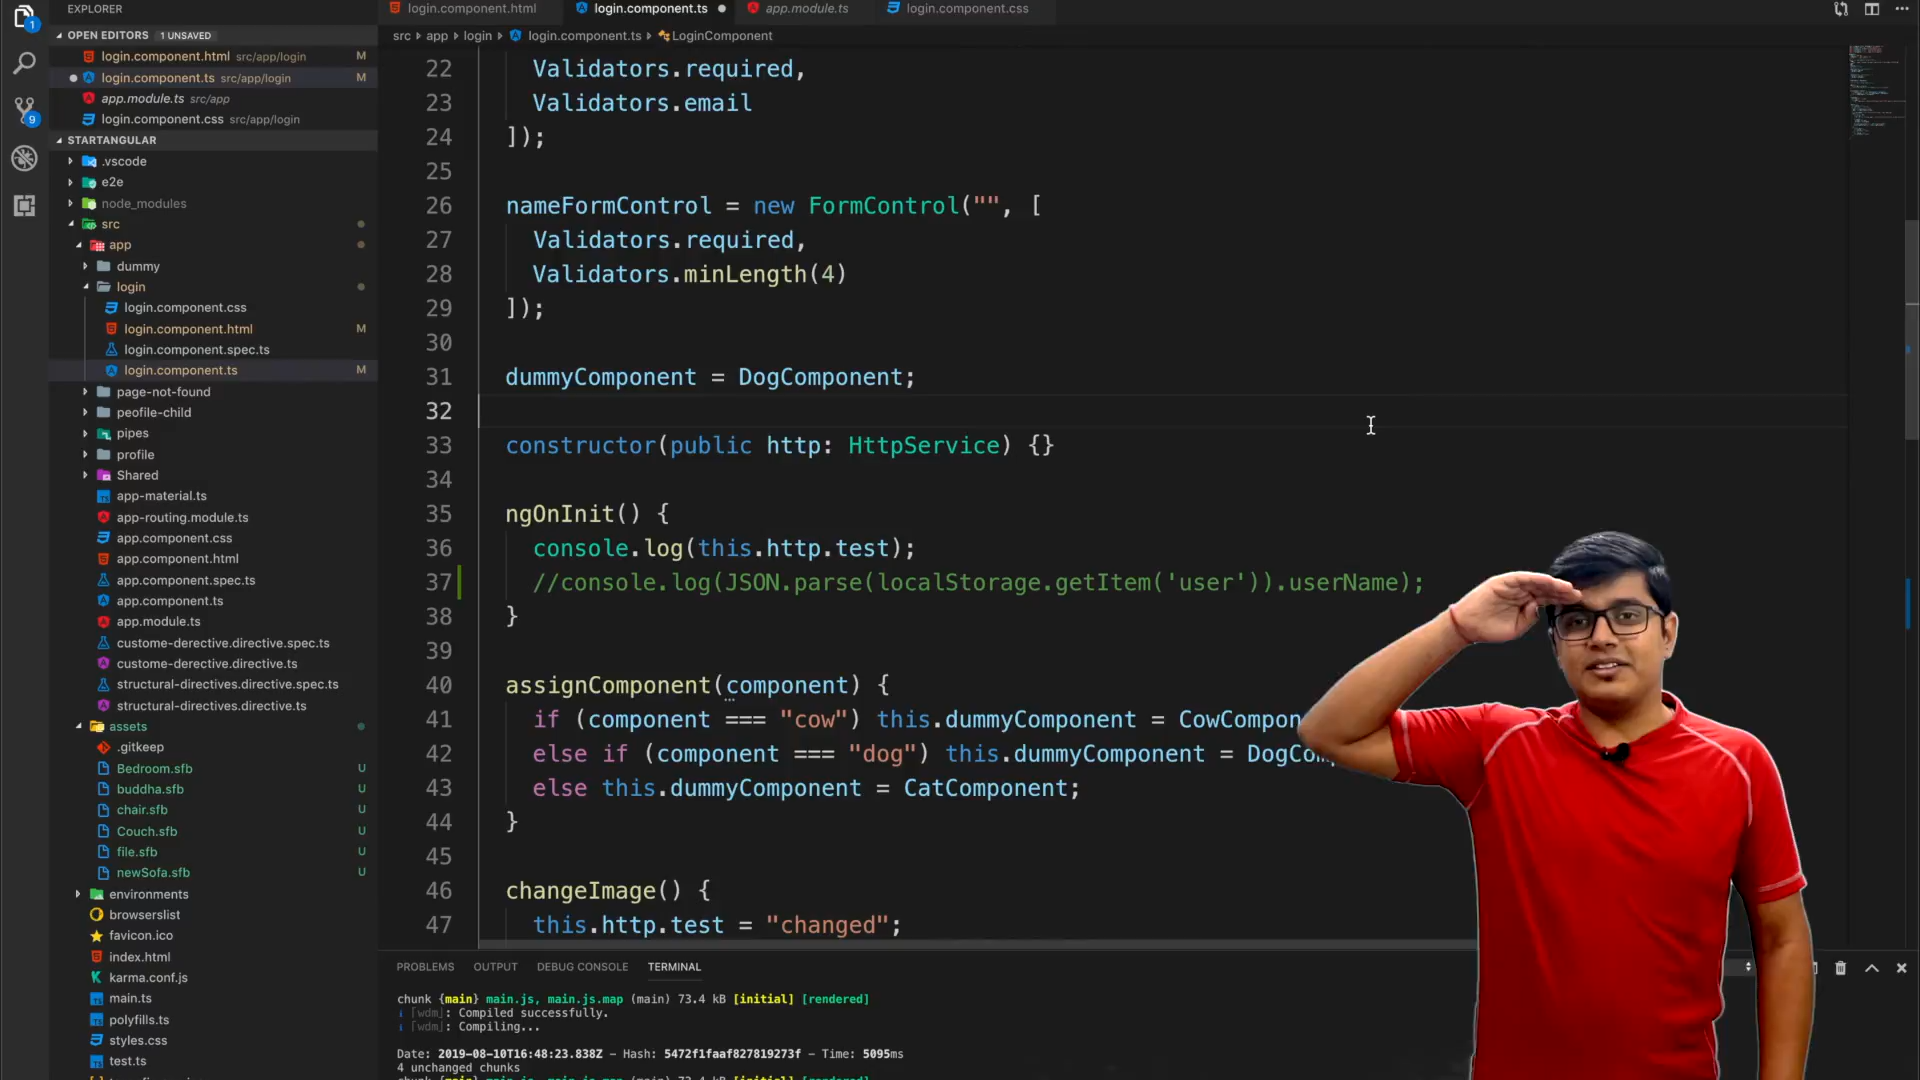 EXPLORER
OPEN EDITORS 1 UNSAVED
login.component.html src/app/login M
login.component.ts src/app/login M
app.module.ts src/app
login.component.css src/app/login
STARTANGULAR
.vscode
e2e
node_modules
src
app
dummy
login
login.component.css
login.component.html M
login.component.spec.ts
login.component.ts M
page-not-found
peofile-child
pipes
profile
Shared
app-material.ts
app-routing.module.ts
app.component.css
app.component.html
app.component.spec.ts
app.component.ts
app.module.ts
custome-derective.directive.spec.ts
custome-derective.directive.ts
structural-directives.directive.spec.ts
structural-directives.directive.ts
assets
.gitkeep
Bedroom.sfb U
buddha.sfb U
chair.sfb U
Couch.sfb U
file.sfb U
newSofa.sfb U
environments
browserslist
favicon.ico
index.html
karma.conf.js
main.ts
polyfills.ts
styles.css
test.ts
1
9
login.component.html login.component.ts app.module.ts login.component.css
src app login login.component.ts LoginComponent
22 Validators.required,
23 Validators.email
24 ]);
25
26 nameFormControl = new FormControl("", [
27 Validators.required,
28 Validators.minLength(4)
29 ]);
30
31 dummyComponent = DogComponent;
32
33 constructor(public http: HttpService) {}
34
35 ngOnInit() {
36 console.log(this.http.test);
37 //console.log(JSON.parse(localStorage.getItem('user')).userName);
38 }
39
40 assignComponent(component) {
41 if (component === "cow") this.dummyComponent = CowCompon
42 else if (component === "dog") this.dummyComponent = DogCom
43 else this.dummyComponent = CatComponent;
44 }
45
46 changeImage() {
47 this.http.test = "changed";
PROBLEMS OUTPUT DEBUG CONSOLE TERMINAL
chunk {main} main.js, main.js.map (main) 73.4 kB [initial] [rendered]
i ｢wdm｣: Compiled successfully.
i ｢wdm｣: Compiling...
Date: 2019-08-10T16:48:23.838Z - Hash: 5472f1faaf827819273f - Time: 5095ms
4 unchanged chunks